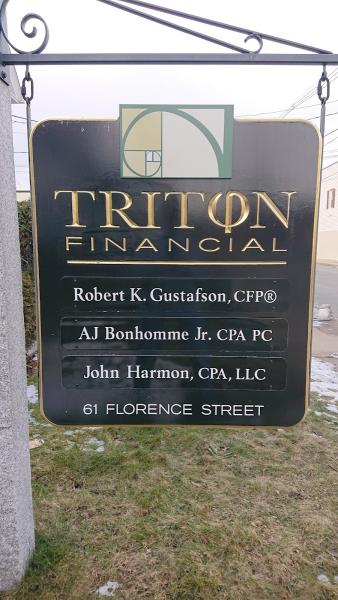 TRITON
FINANCIAL
Robert K. Gustafson, CFP®
AJ Bonhomme Jr. CPA PC
John Harmon, CPA, LLC
61 FLORENCE STREET